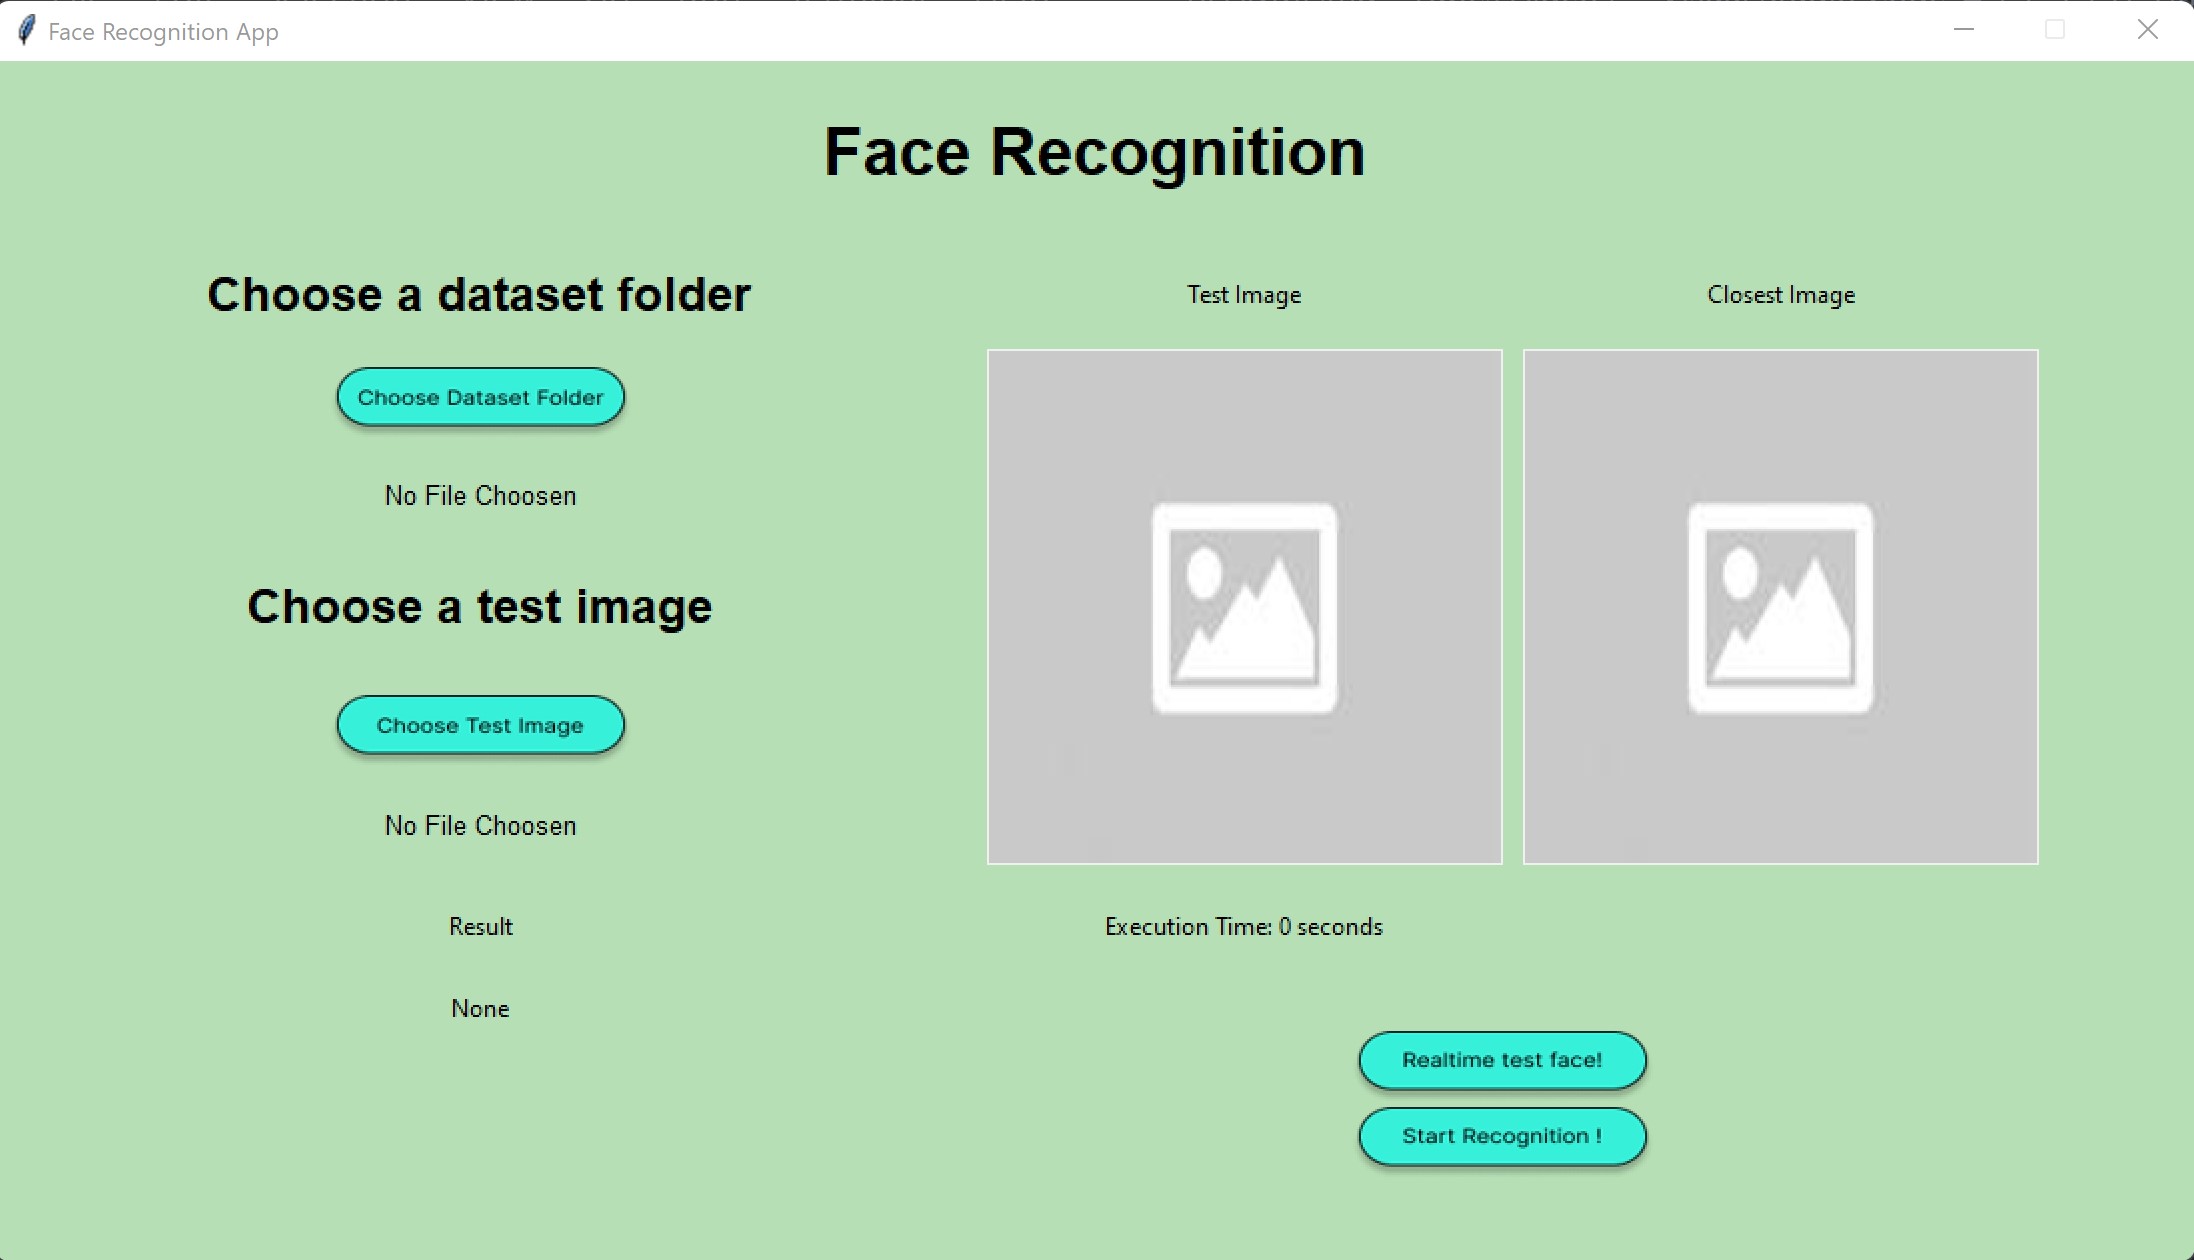 Face Recognition App
Face Recognition
Choose a dataset folder
Choose Dataset Folder
No File Choosen
Choose a test image
Choose Test Image
No File Choosen
Result
None
Test Image
Closest Image
Execution Time: 0 seconds
Realtime test face!
Start Recognition !